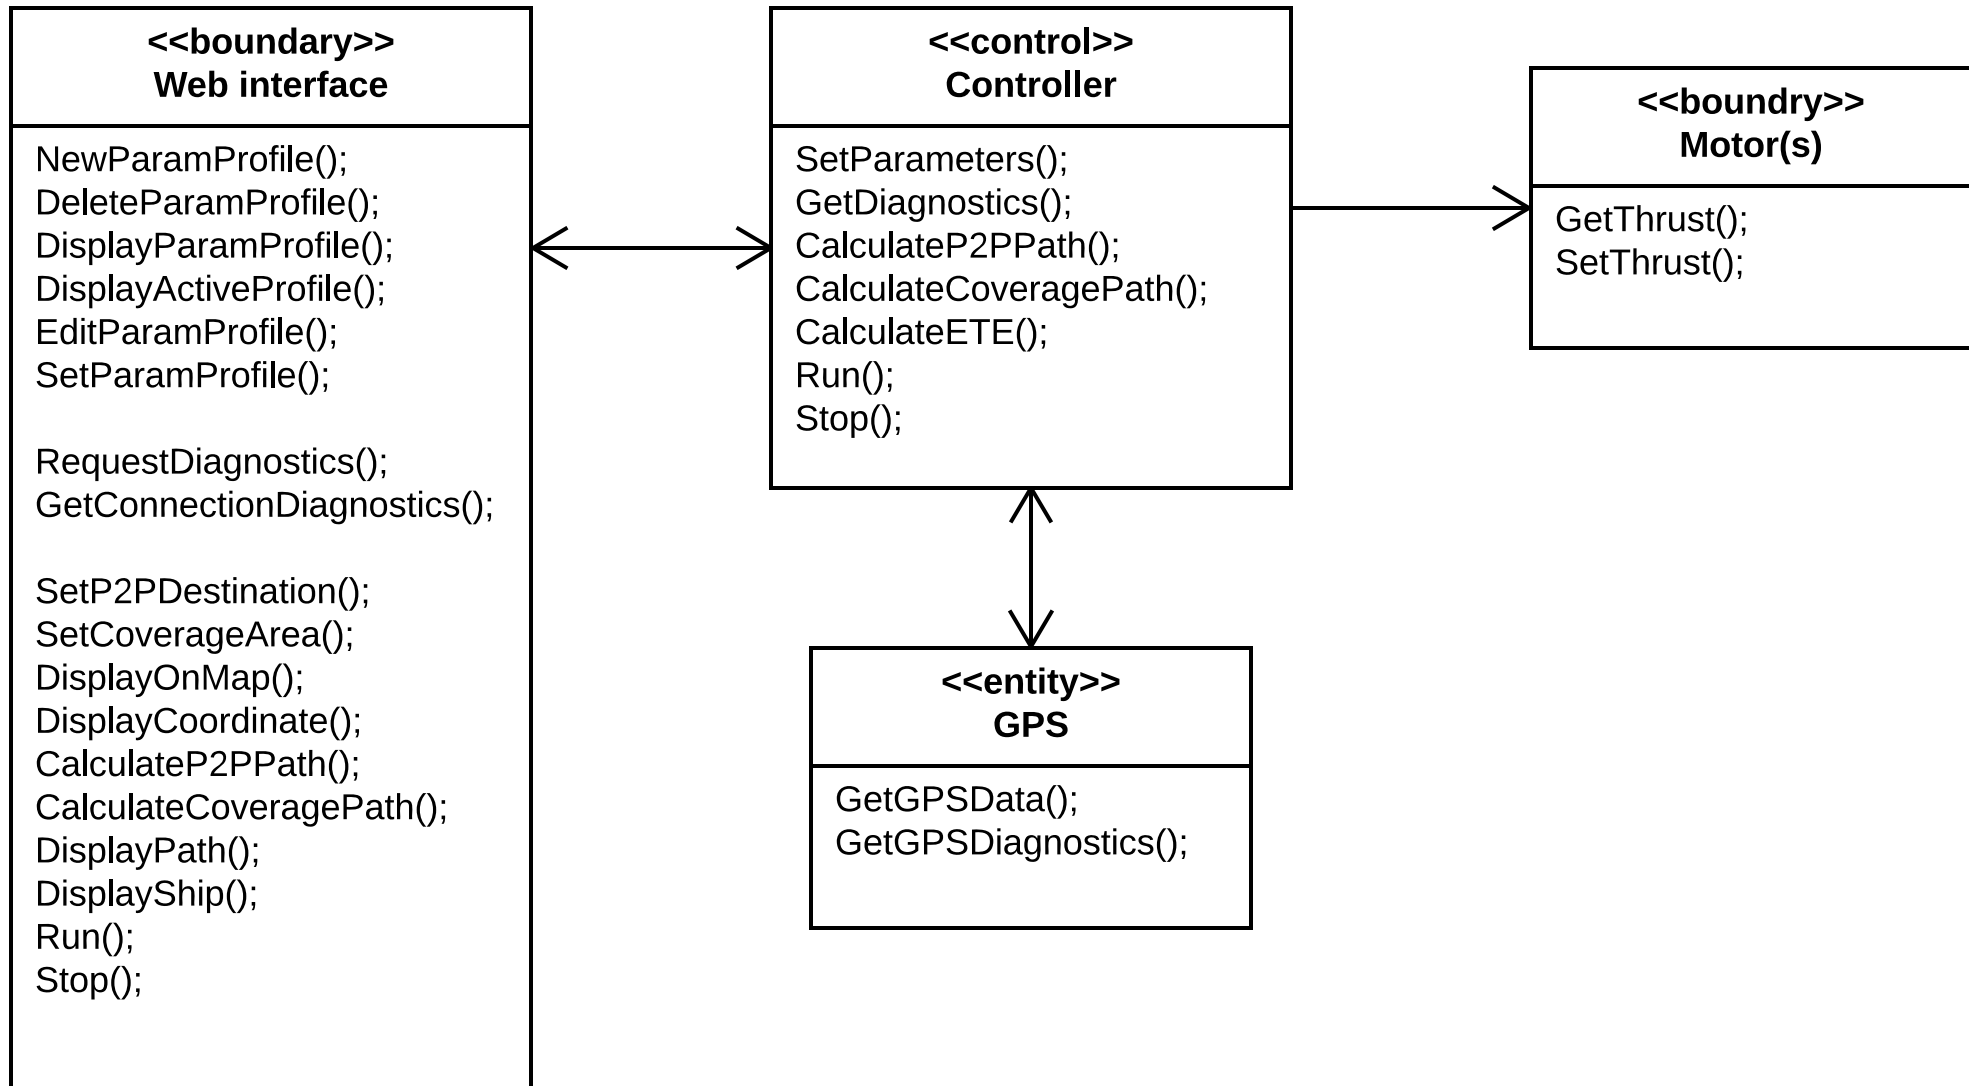 <<boundary>>
Web interface
NewParamProfile();
DeleteParamProfile();
DisplayParamProfile();
DisplayActiveProfile();
EditParamProfile();
SetParamProfile();
RequestDiagnostics();
GetConnectionDiagnostics();
SetP2PDestination();
SetCoverageArea();
DisplayOnMap();
DisplayCoordinate();
CalculateP2PPath();
CalculateCoveragePath();
DisplayPath();
DisplayShip();
Run();
Stop();
<<control>>
Controller
SetParameters();
GetDiagnostics();
CalculateP2PPath();
CalculateCoveragePath();
CalculateETE();
Run();
Stop();
<<boundry>>
Motor(s)
GetThrust();
SetThrust();
<<entity>>
GPS
GetGPSData();
GetGPSDiagnostics();